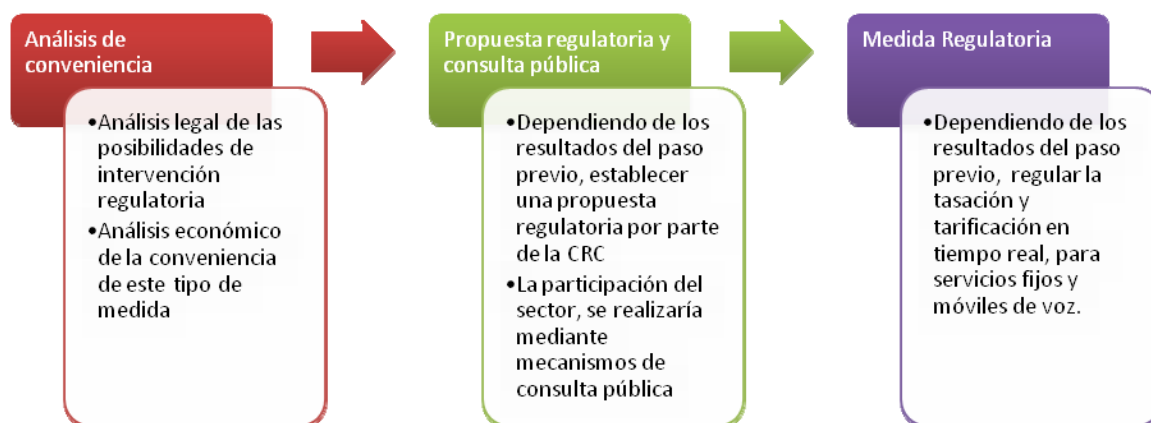 Análisis de
conveniencia
•Análisis legal de las
posibilidades de
intervención
regulatoria
•Análisis económico
de la conveniencia
de este tipo de
medida
Propuesta regulatoria y
consulta pública
•Dependiendo de los
resultados del paso
previo, establecer
una propuesta
regulatoria por parte
de la CRC
•La participación del
sector, se realizaría
mediante
mecanismos de
consulta pública
Medida Regulatoria
•Dependiendo de los
resultados del paso
previo, regular la
tasación y
tarificación en
tiempo real, para
servicios fijos y
móviles de voz.